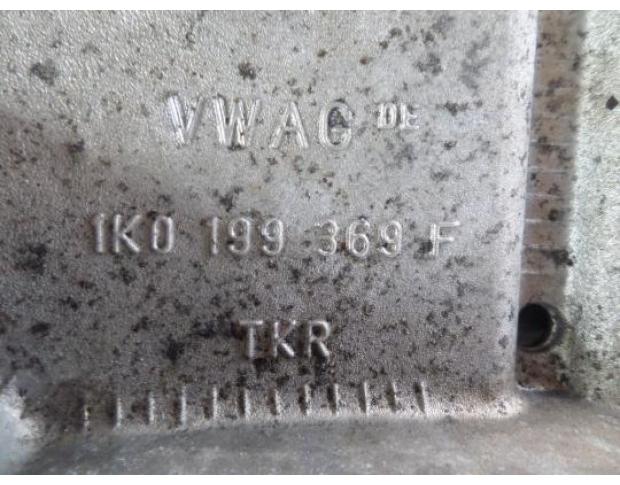 VWAG DE
1K0 199 369 F
TKR